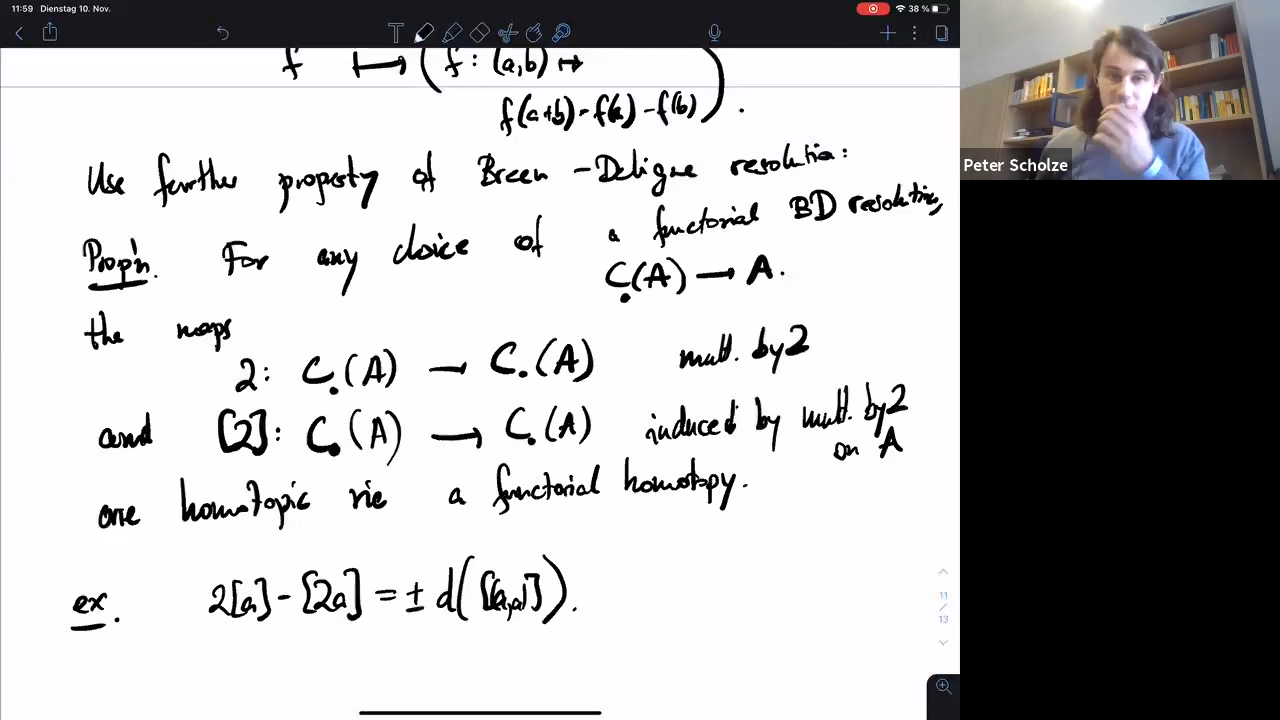 11:59 Dienstag 10. Nov.
38 %
f ⟼ ( f : (a,b) ↦
f(a+b) - f(a) - f(b) ) .
Use further property of Breen-Deligne resolution:
Prop'n. For any choice of a functorial BD resolution,
C.(A) → A.
the maps
2: C.(A) → C.(A) mult. by 2
and [2]: C.(A) → C.(A) induced by mult. by 2
on A
are homotopic via a functorial homotopy.
ex. 2[a] - [2a] = ± d([(a,a)]).
11
/
13
Peter Scholze